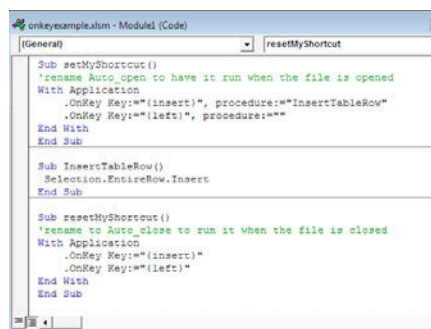 onkeyexample.xlsm - Module1 (Code)
(General) resetMyShortcut
Sub setMyShortcut()
'rename Auto_open to have it run when the file is opened
With Application
.OnKey Key:="{insert}", procedure:="InsertTableRow"
.OnKey Key:="{left}", procedure:=""
End With
End Sub
Sub InsertTableRow()
Selection.EntireRow.Insert
End Sub
Sub resetMyShortcut()
'rename to Auto_close to run it when the file is closed
With Application
.OnKey Key:="{insert}"
.OnKey Key:="{left}"
End With
End Sub